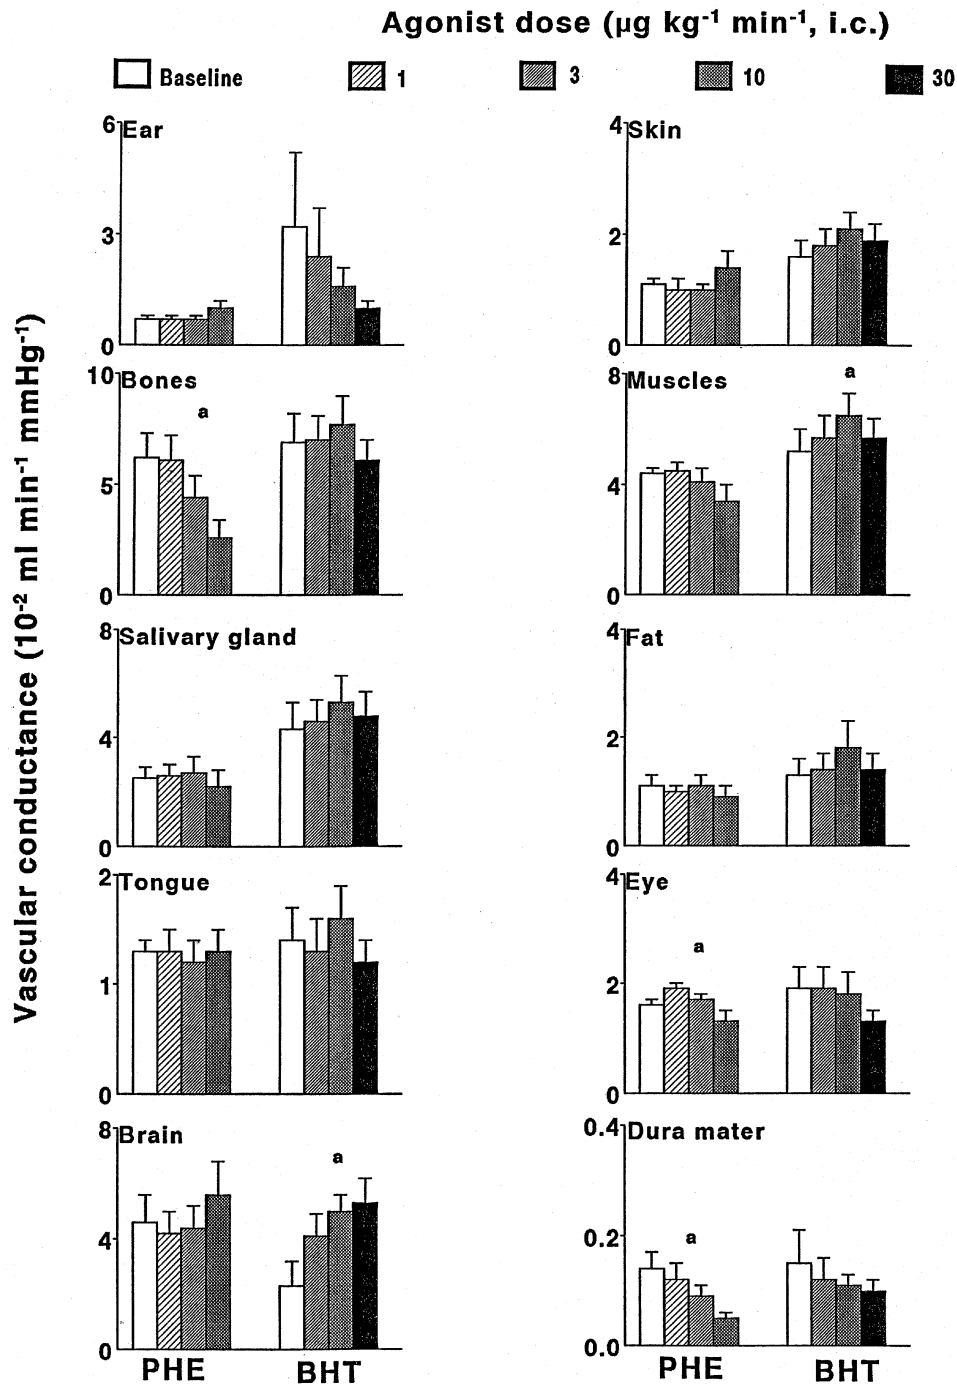 Agonist dose (µg kg⁻¹ min⁻¹, i.c.)
Baseline 1 3 10 30
Vascular conductance (10⁻² ml min⁻¹ mmHg⁻¹)
Ear
6
3
0
Skin
4
2
0
Bones
10
5
0
a
Muscles
8
4
0
a
Salivary gland
8
4
0
Fat
4
2
0
Tongue
2
1
0
Eye
4
2
0
a
Brain
8
4
0
a
Dura mater
0.4
0.2
0.0
a
PHE BHT
PHE BHT